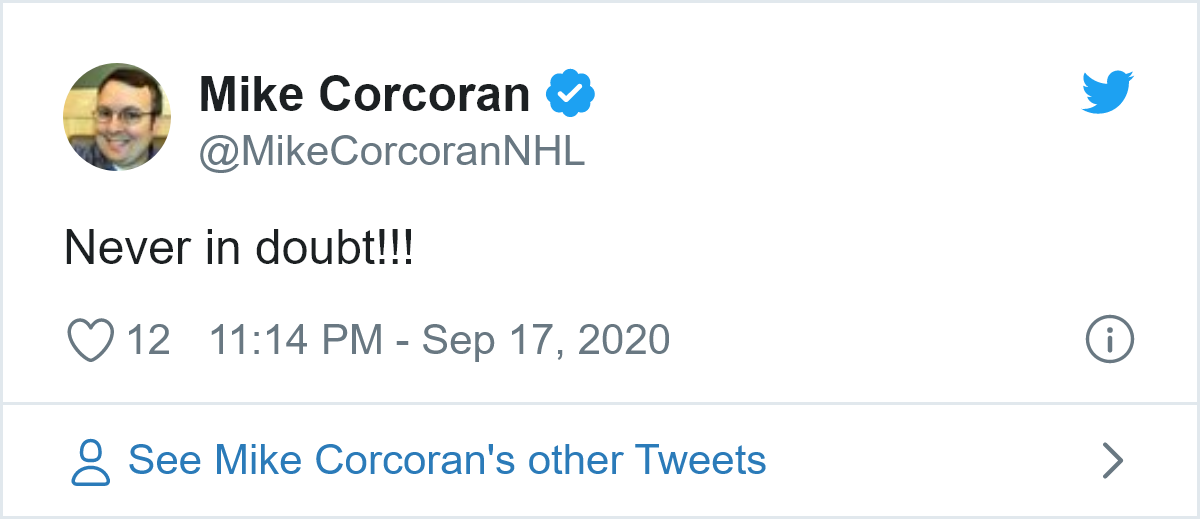 Mike Corcoran
@MikeCorcoranNHL
Never in doubt!!!
12 11:14 PM - Sep 17, 2020
See Mike Corcoran's other Tweets